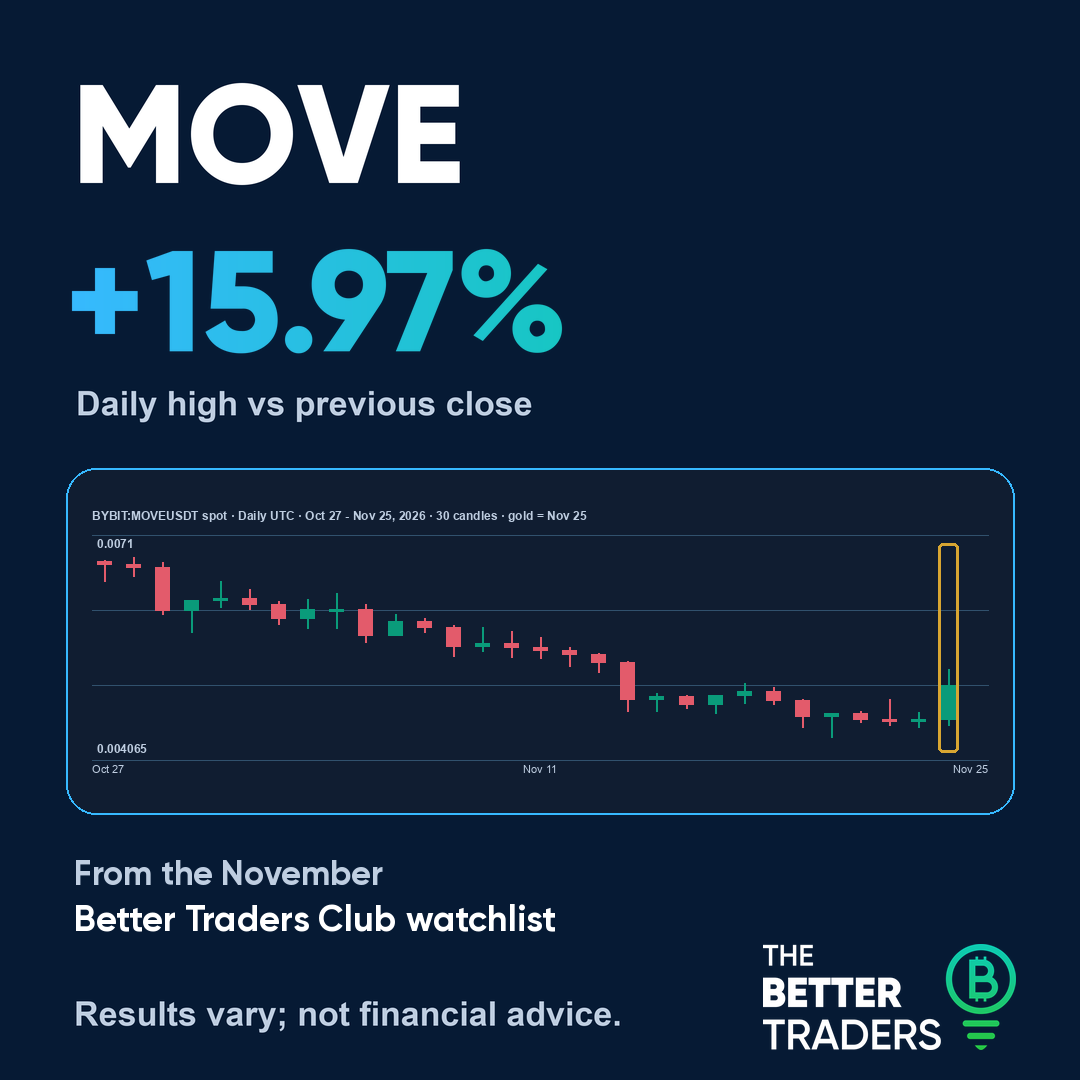 MOVE
+15.97%
Daily high vs previous close
BYBIT:MOVEUSDT spot · Daily UTC · Oct 27 - Nov 25, 2026 · 30 candles · gold = Nov 25
0.0071
0.004065
Oct 27
Nov 11
Nov 25
From the November
Better Traders Club watchlist
Results vary; not financial advice.
THE
BETTER
TRADERS